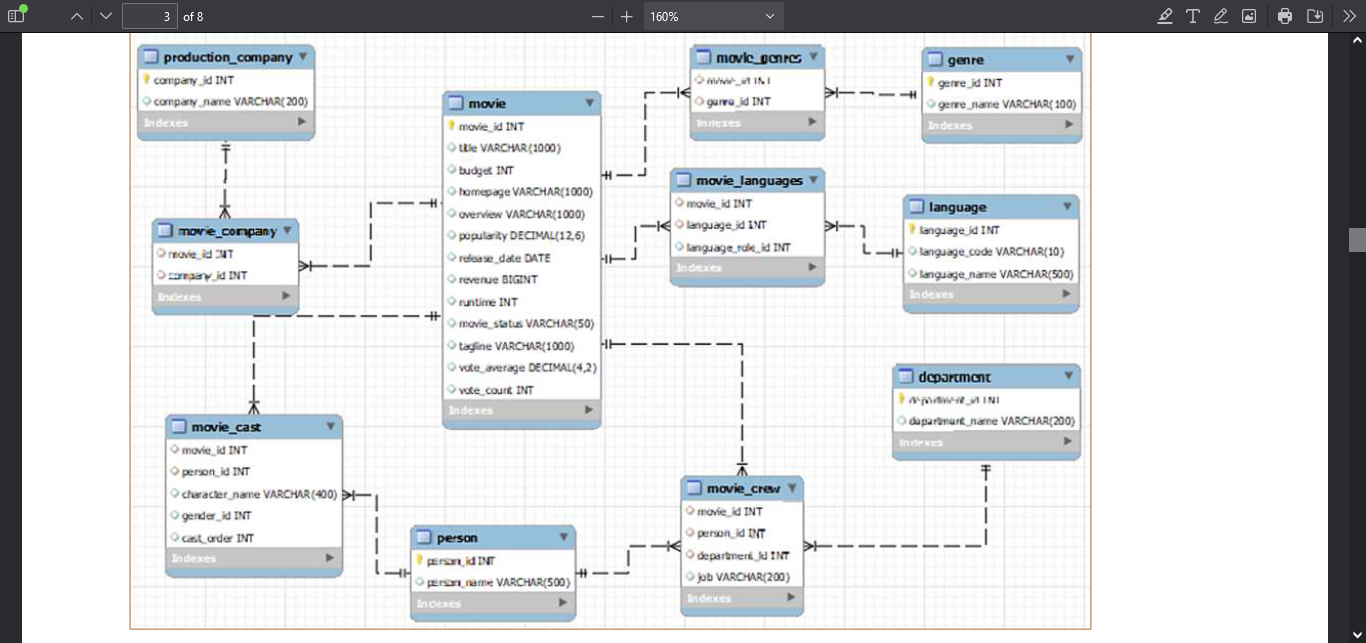 3 of 8
160%
production_company
company_id INT
company_name VARCHAR(200)
Indexes
movie_company
movie_id INT
company_id INT
Indexes
movie_cast
movie_id INT
person_id INT
character_name VARCHAR(400)
gender_id INT
cast_order INT
Indexes
movie
movie_id INT
title VARCHAR(1000)
budget INT
homepage VARCHAR(1000)
overview VARCHAR(1000)
popularity DECIMAL(12,6)
release_date DATE
revenue BIGINT
runtime INT
movie_status VARCHAR(50)
tagline VARCHAR(1000)
vote_average DECIMAL(4,2)
vote_count INT
Indexes
person
person_id INT
person_name VARCHAR(500)
Indexes
movie_genres
movie_id INT
genre_id INT
Indexes
movie_languages
movie_id INT
language_id INT
language_role_id INT
Indexes
movie_crew
movie_id INT
person_id INT
department_id INT
job VARCHAR(200)
Indexes
genre
genre_id INT
genre_name VARCHAR(100)
Indexes
language
language_id INT
language_code VARCHAR(10)
language_name VARCHAR(500)
Indexes
department
department_id INT
department_name VARCHAR(200)
Indexes